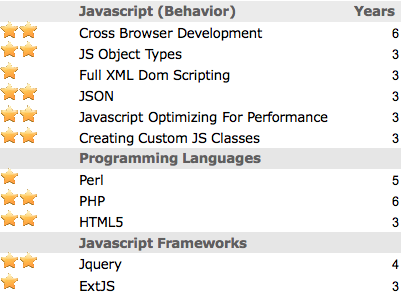 Javascript (Behavior) Years
Cross Browser Development 6
JS Object Types 3
Full XML Dom Scripting 3
JSON 3
Javascript Optimizing For Performance 3
Creating Custom JS Classes 3
Programming Languages
Perl 5
PHP 6
HTML5 3
Javascript Frameworks
Jquery 4
ExtJS 3